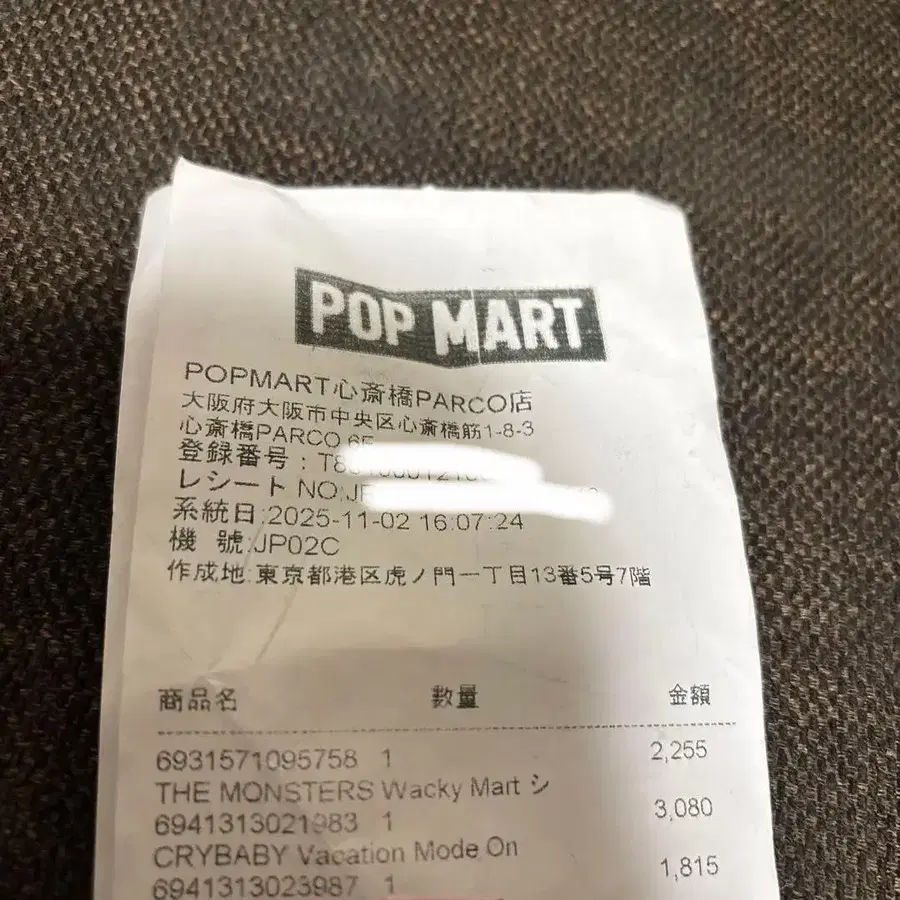 POP MART
POPMART心斎橋PARCO店
大阪府大阪市中央区心斎橋筋1-8-3
心斎橋PARCO
登録番号:
レシート NO:
系統日:2025-11-02 16:07:24
機 號:JP02C
作成地:東京都港区虎ノ門一丁目13番5号7階
商品名 数量 金額
6931571095758 1 2,255
THE MONSTERS Wacky Mart シ
6941313021983 1 3,080
CRYBABY Vacation Mode On
6941313023987 1 1,815